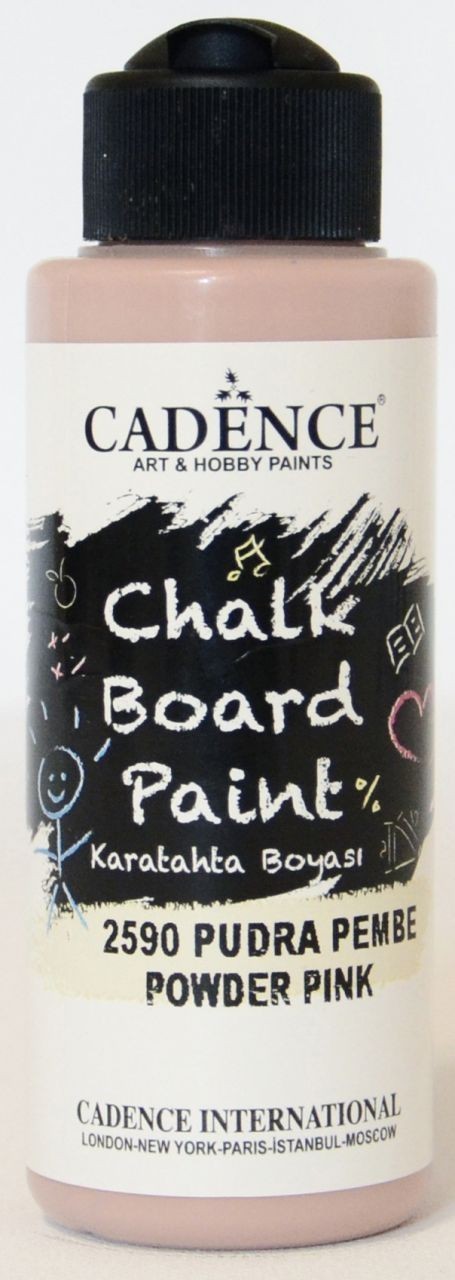 CADENCE®
ART & HOBBY PAINTS
Chalk
Board
Paint %
Karatahta Boyası
2590 PUDRA PEMBE
POWDER PINK
CADENCE INTERNATIONAL
LONDON-NEW YORK-PARIS-İSTANBUL-MOSCOW